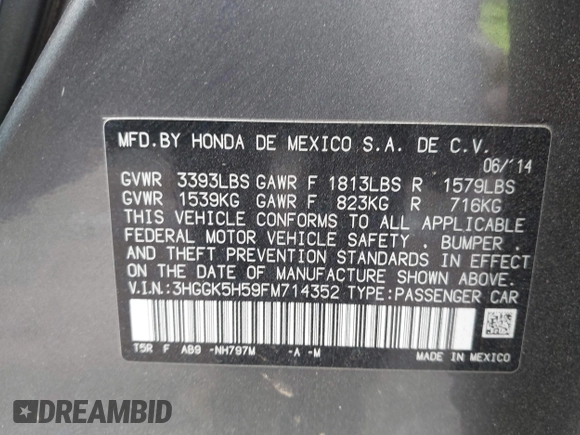 MFD.BY HONDA DE MEXICO S.A. DE C.V.
06/'14
GVWR 3393LBS GAWR F 1813LBS R 1579LBS
GVWR 1539KG GAWR F 823KG R 716KG
THIS VEHICLE CONFORMS TO ALL APPLICABLE
FEDERAL MOTOR VEHICLE SAFETY . BUMPER .
AND THEFT PREVENTION STANDARDS IN EFFECT
ON THE DATE OF MANUFACTURE SHOWN ABOVE.
V.I.N.:3HGGK5H59FM714352 TYPE:PASSENGER CAR
T5R F AB9 -NH797M -A -M
MADE IN MEXICO
DREAMBID